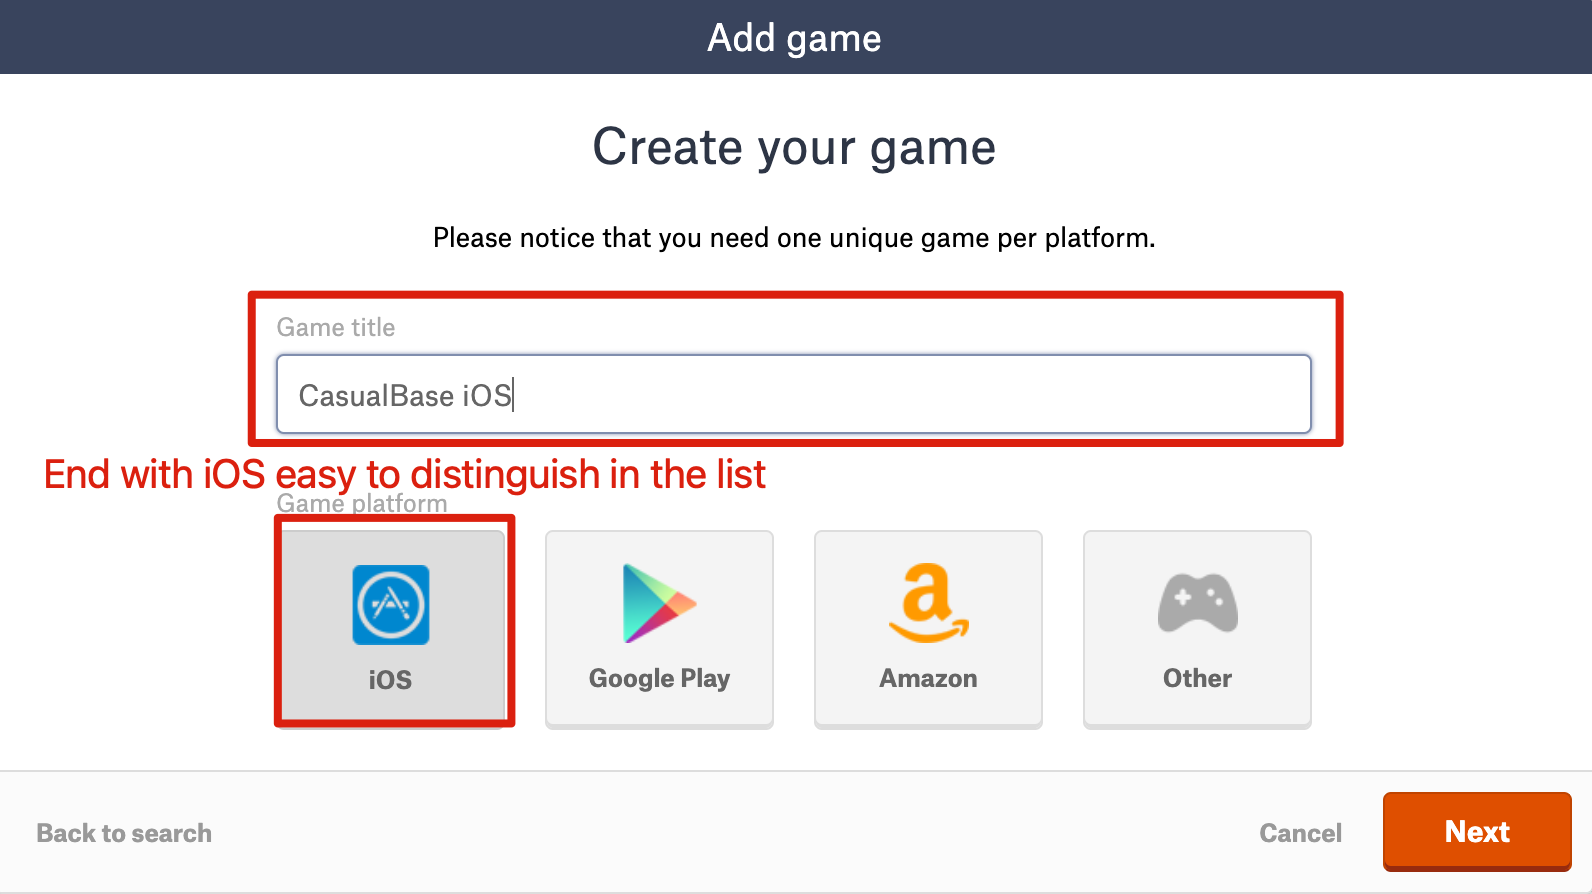 Add game
Create your game
Please notice that you need one unique game per platform.
Game title
CasualBase iOS
End with iOS easy to distinguish in the list
Game platform
iOS
Google Play
Amazon
Other
Back to search
Cancel
Next